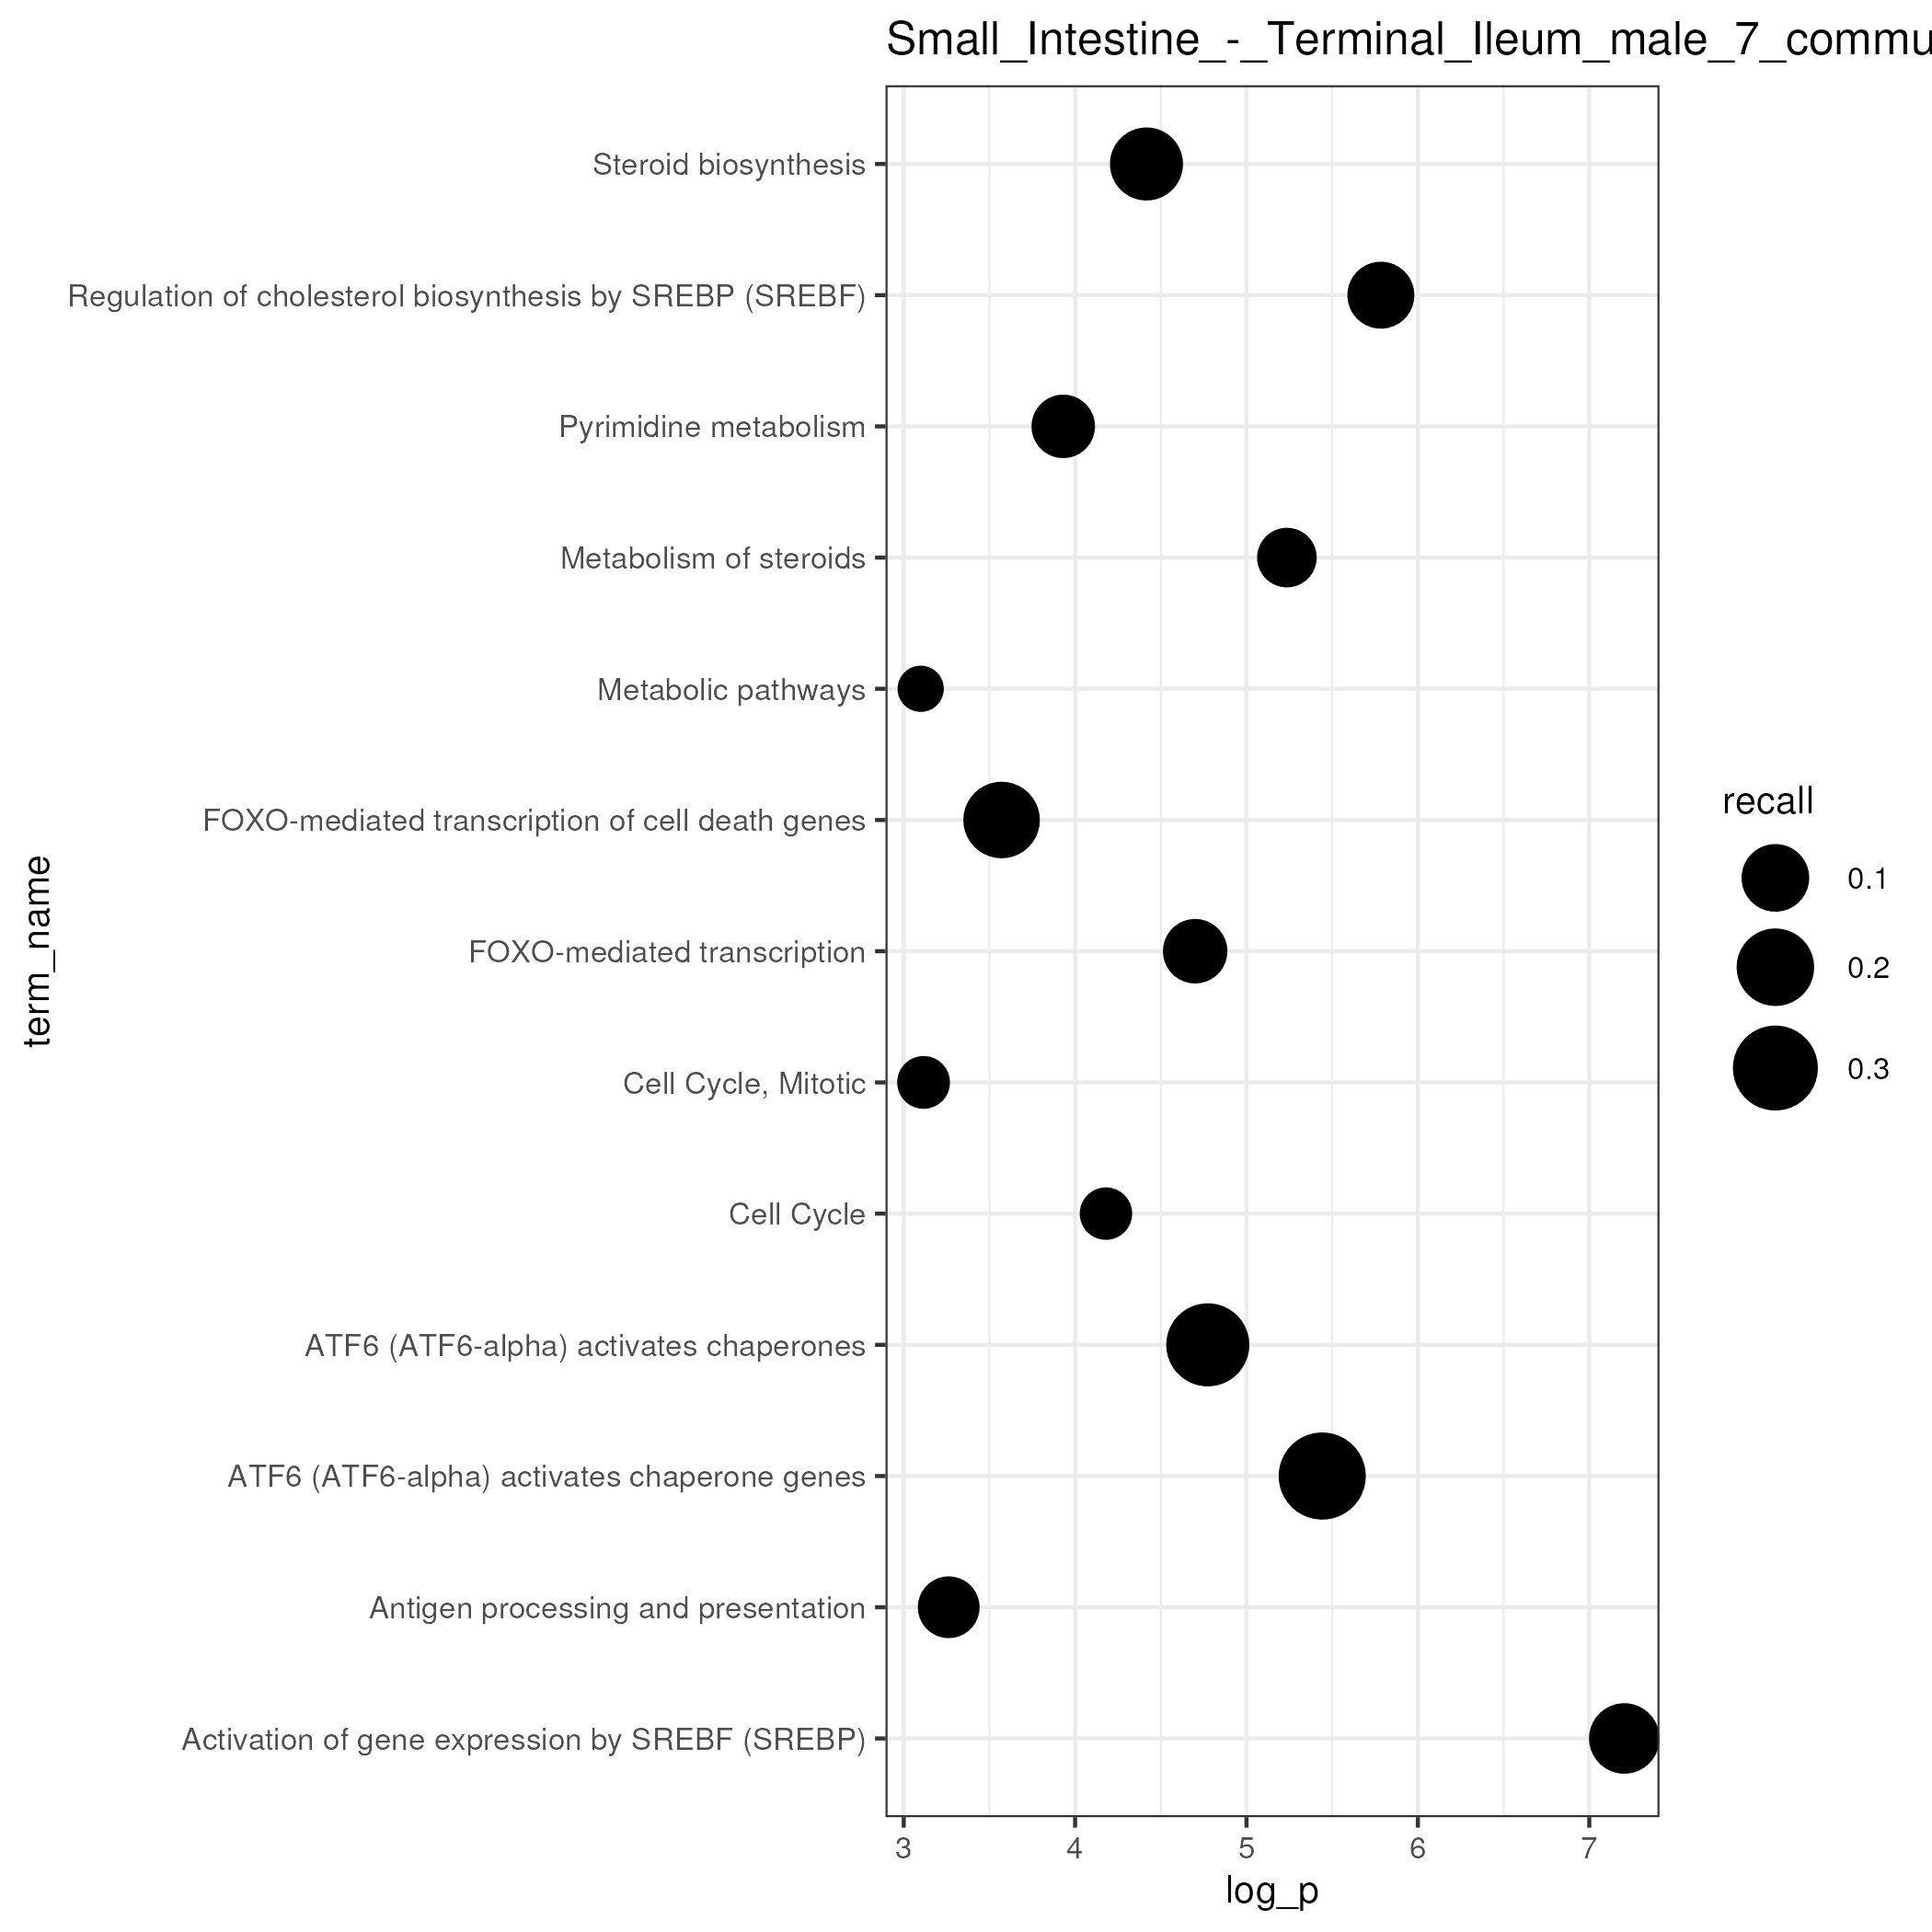 Small_Intestine_-_Terminal_Ileum_male_7_commu
Steroid biosynthesis
Regulation of cholesterol biosynthesis by SREBP (SREBF)
Pyrimidine metabolism
Metabolism of steroids
Metabolic pathways
FOXO-mediated transcription of cell death genes
FOXO-mediated transcription
Cell Cycle, Mitotic
Cell Cycle
ATF6 (ATF6-alpha) activates chaperones
ATF6 (ATF6-alpha) activates chaperone genes
Antigen processing and presentation
Activation of gene expression by SREBF (SREBP)
term_name
3 4 5 6 7
log_p
recall
0.1
0.2
0.3